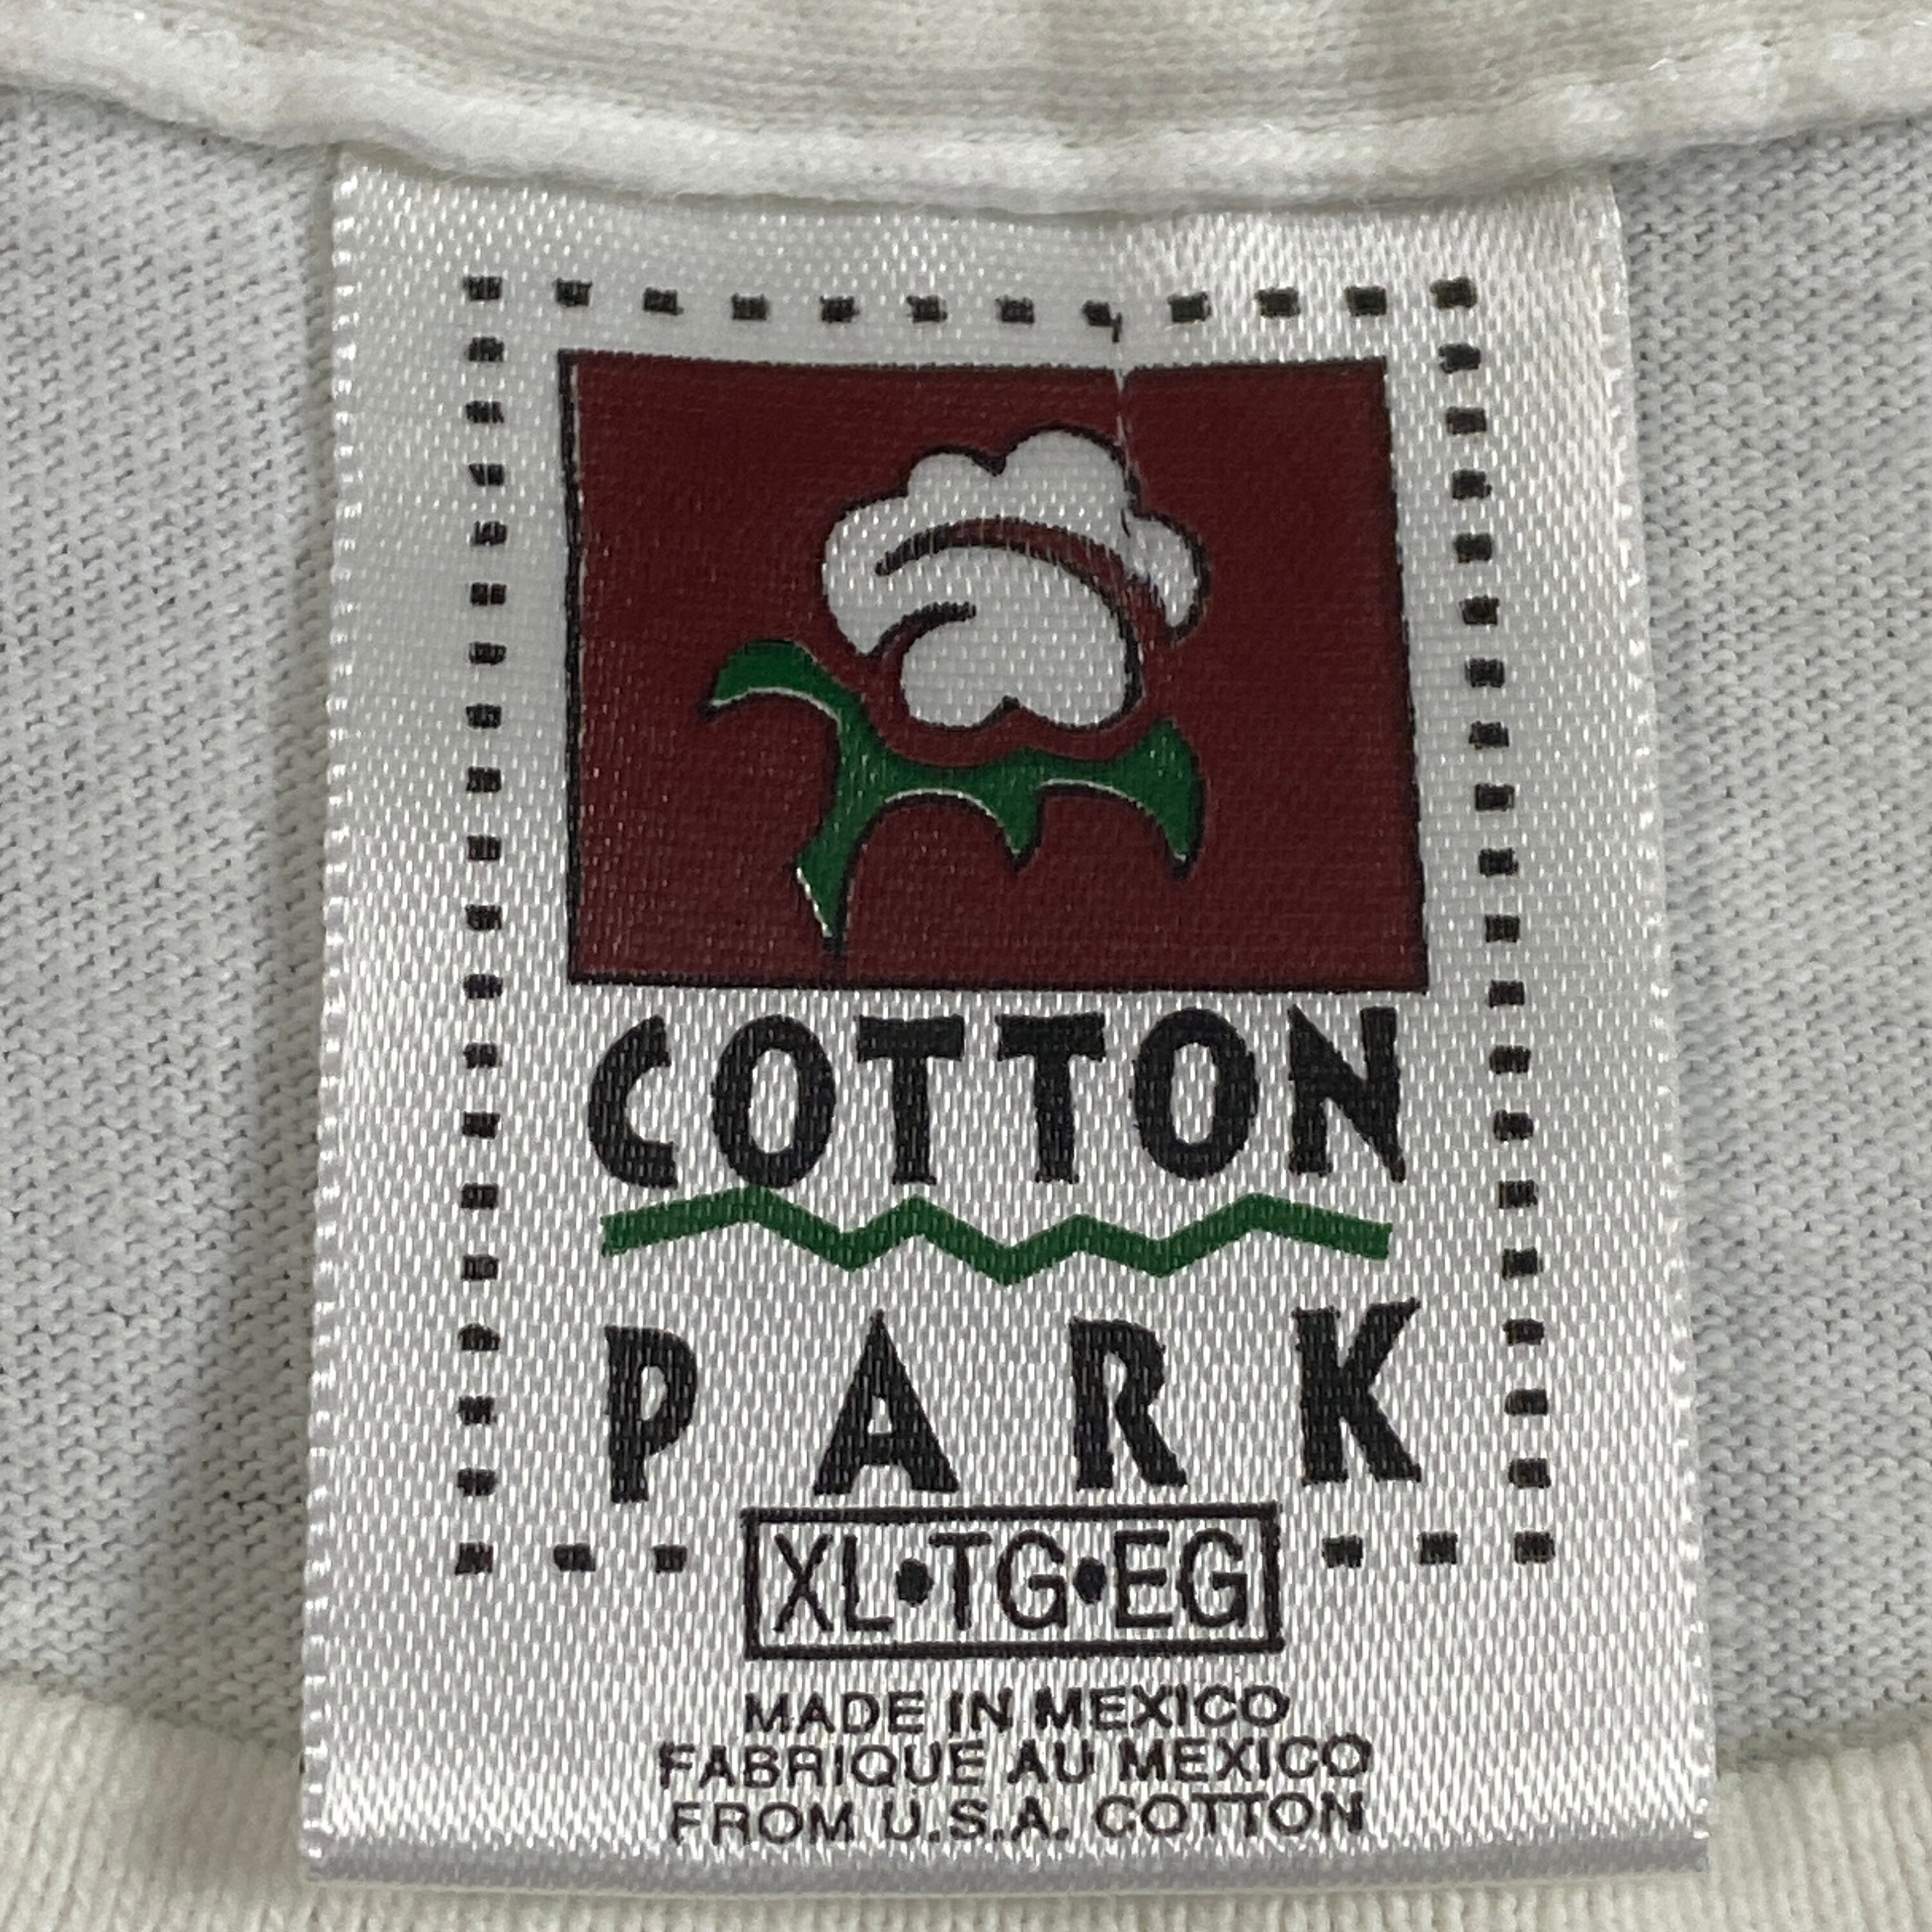 COTTON
PARK
XL•TG•EG
MADE IN MEXICO
FABRIQUE AU MEXICO
FROM U.S.A. COTTON